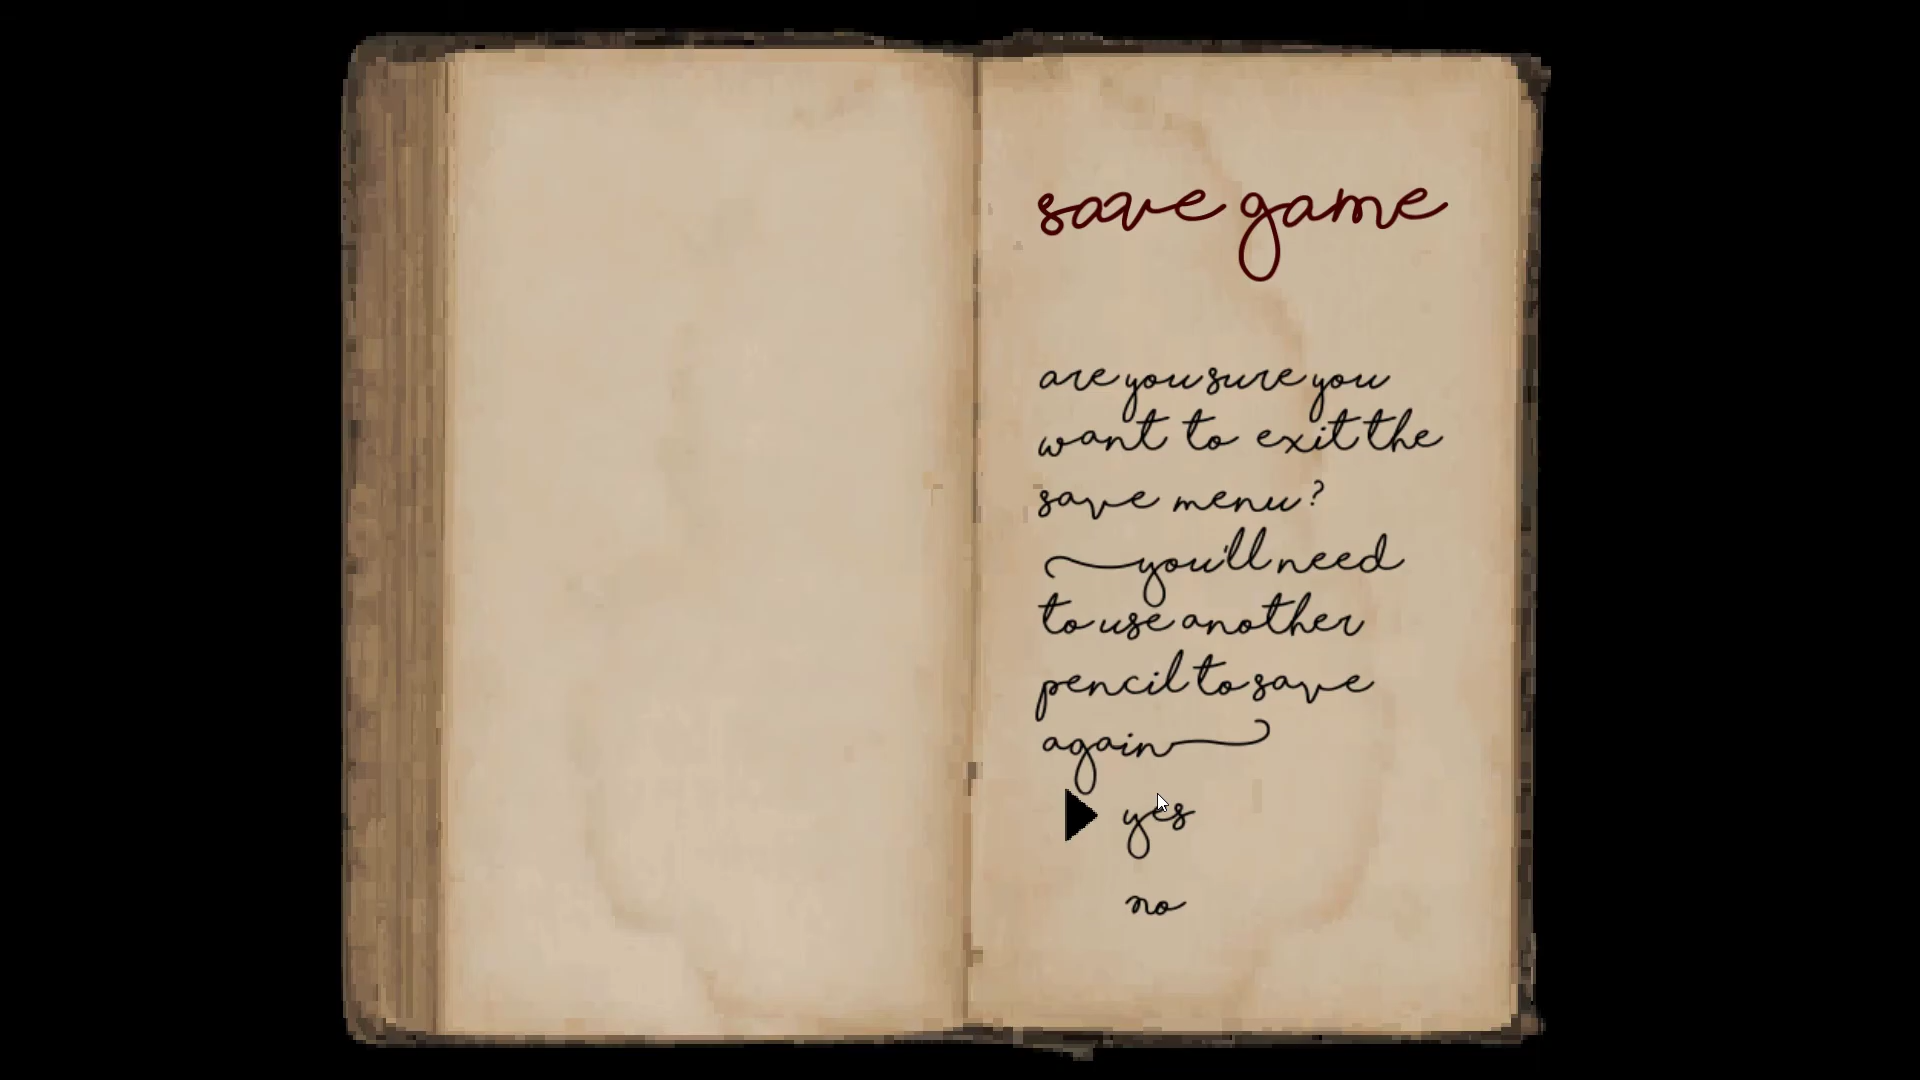 save game
are you sure you
want to exit the
save menu?
(you'll need
to use another
pencil to save
again)
yes
no